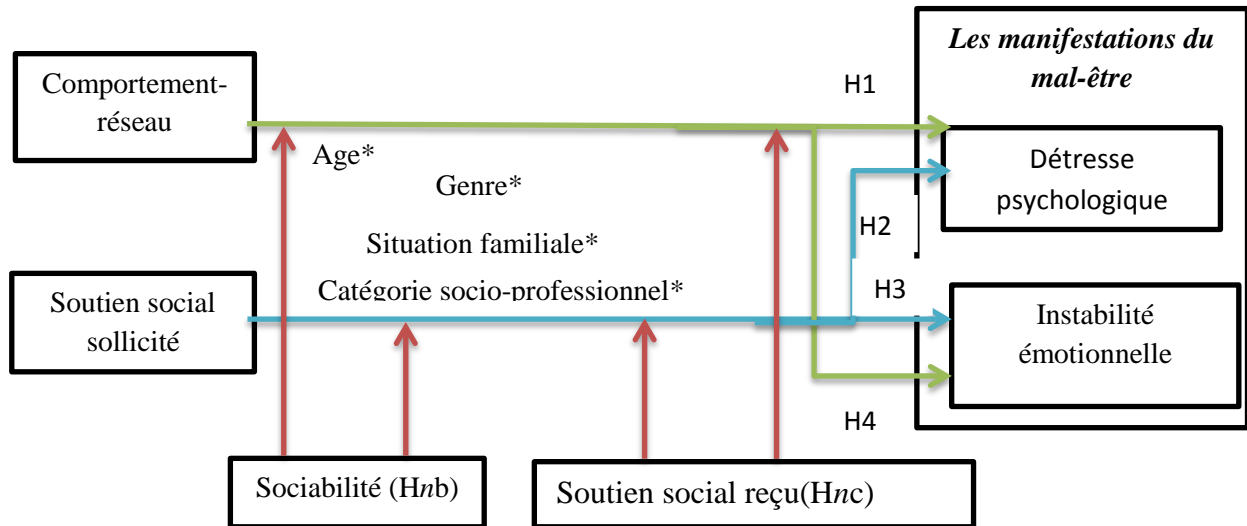 Comportement-
réseau
Les manifestations du
mal-être
H1
Age*
Genre*
Détresse
psychologique
H2
Situation familiale*
Catégorie socio-professionnel*
Soutien social
sollicité
H3
Instabilité
émotionnelle
H4
Sociabilité (Hnb)
Soutien social reçu(Hnc)